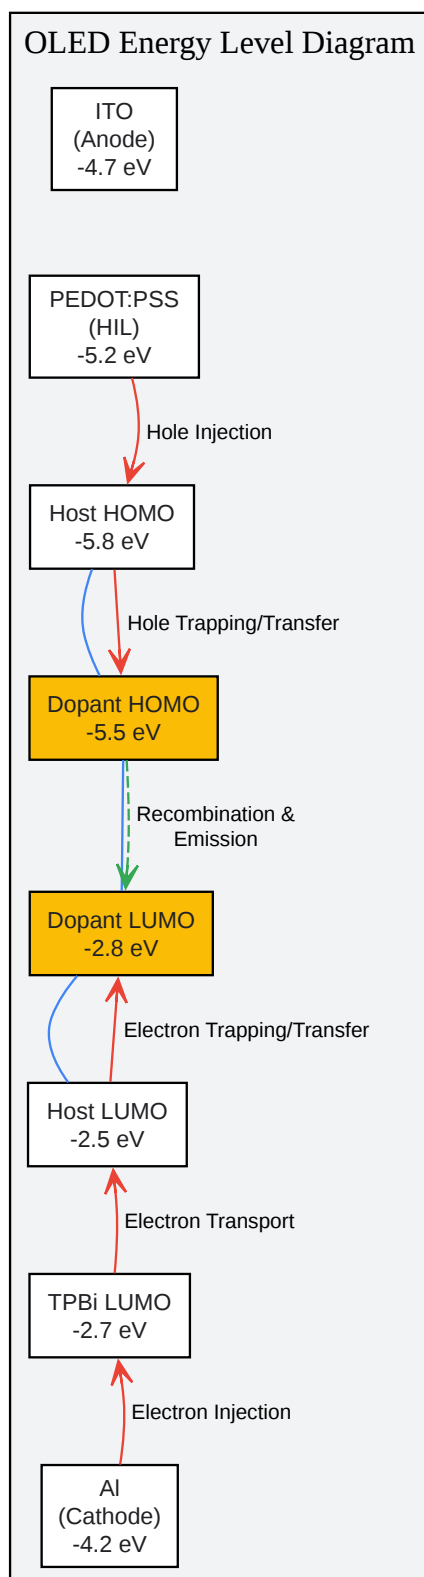 OLED Energy Level Diagram
ITO
(Anode)
-4.7 eV
PEDOT:PSS
(HIL)
-5.2 eV
Hole Injection
Host HOMO
-5.8 eV
Hole Trapping/Transfer
Dopant HOMO
-5.5 eV
Recombination &
Emission
Dopant LUMO
-2.8 eV
Electron Trapping/Transfer
Host LUMO
-2.5 eV
Electron Transport
TPBi LUMO
-2.7 eV
Electron Injection
Al
(Cathode)
-4.2 eV